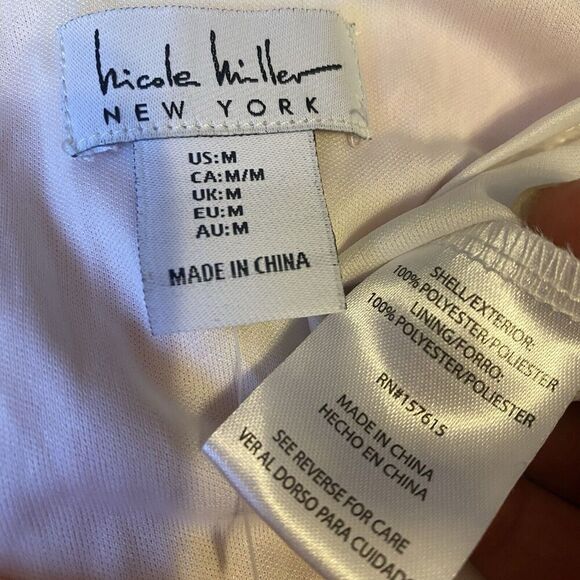 Nicole Miller
NEW YORK
US:M
CA:M/M
UK:M
EU:M
AU:M
MADE IN CHINA
SHELL/EXTERIOR:
100% POLYESTER/POLIESTER
LINING/FORRO:
100% POLYESTER/POLIESTER
RN#157615
MADE IN CHINA
HECHO EN CHINA
SEE REVERSE FOR CARE
VER AL DORSO PARA CUIDADO